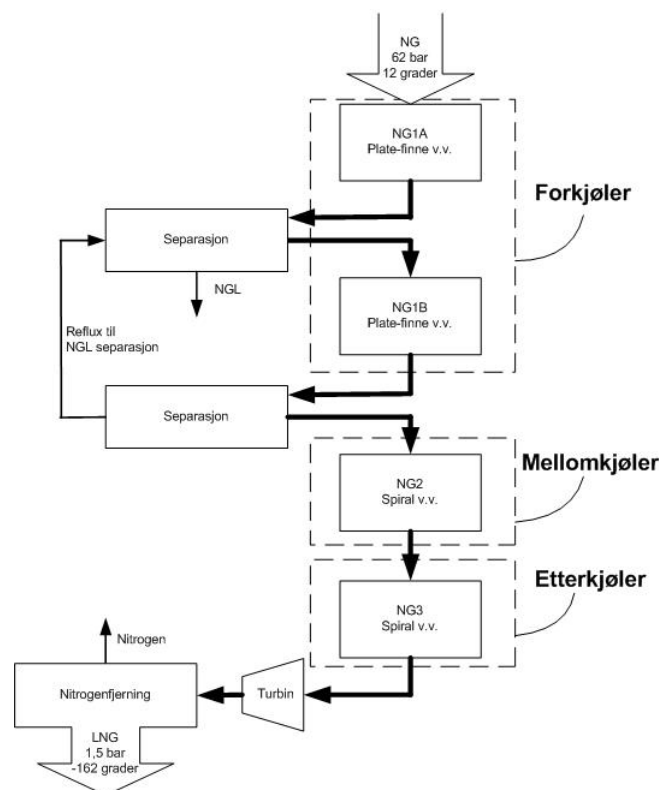 NG
62 bar
12 grader
NG1A
Plate-finne v.v.
Forkjøler
Separasjon
NGL
NG1B
Plate-finne v.v.
Reflux til
NGL separasjon
Separasjon
Mellomkjøler
NG2
Spiral v.v.
Etterkjøler
NG3
Spiral v.v.
Nitrogen
Nitrogenfjerning
Turbin
LNG
1,5 bar
-162 grader